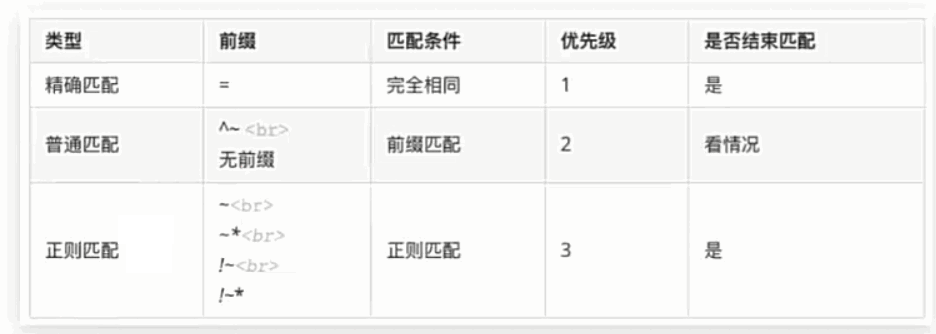 类型 前缀 匹配条件 优先级 是否结束匹配
精确匹配 = 完全相同 1 是
普通匹配 ^~ <br> 无前缀 前缀匹配 2 看情况
正则匹配 ~<br> ~*<br> !~<br> !~* 正则匹配 3 是